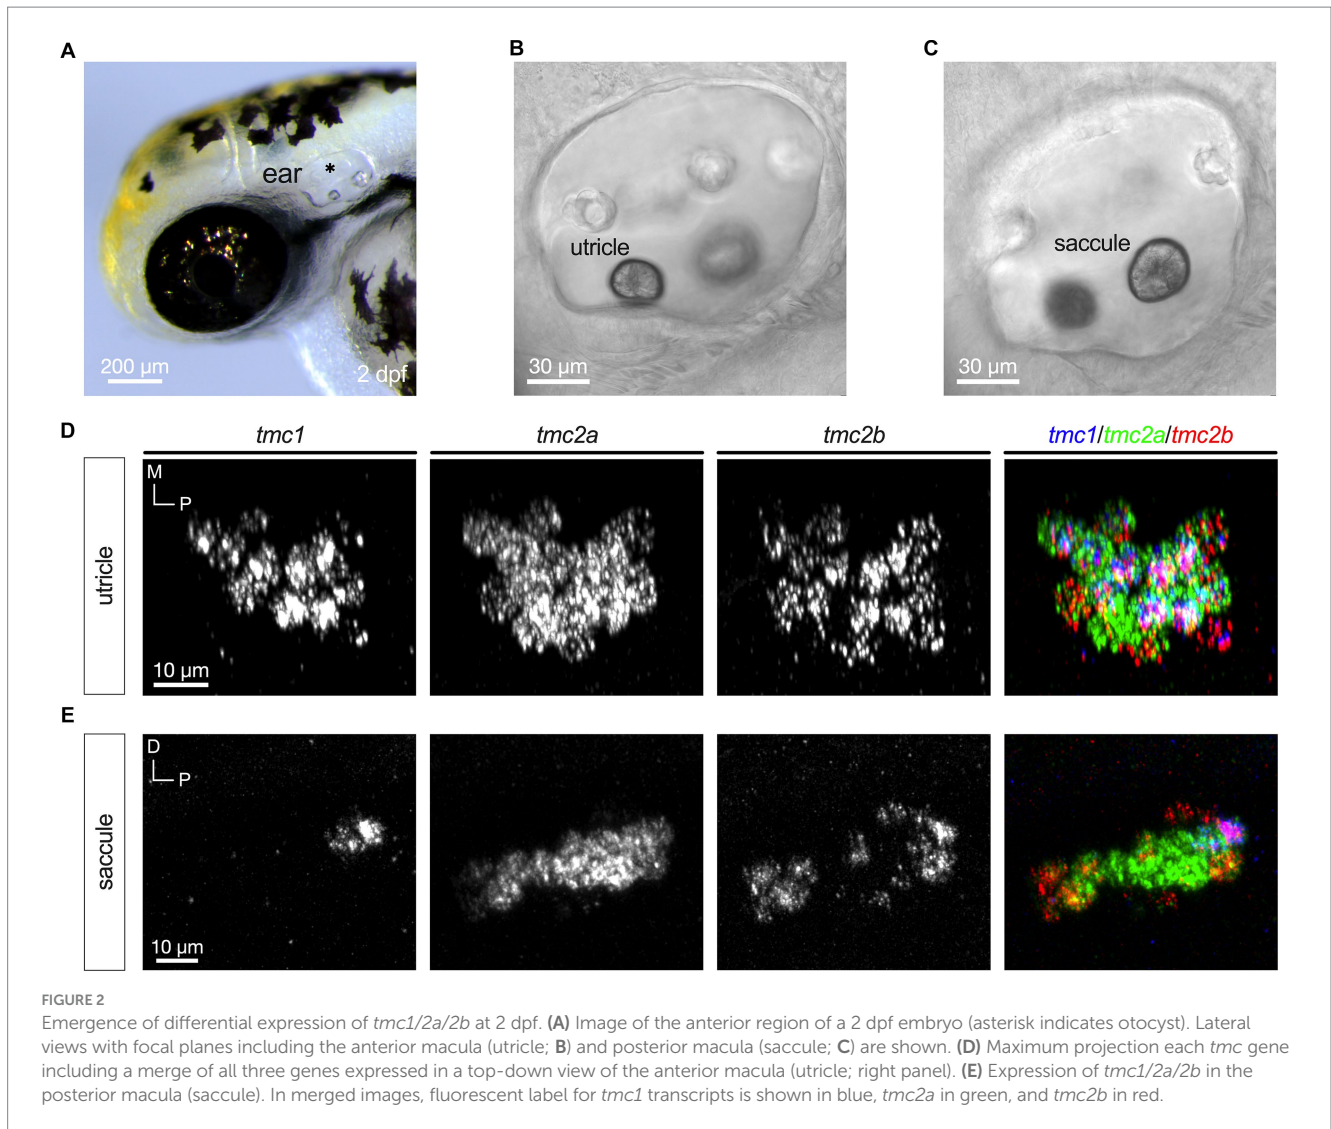 A
B
C
ear
*
utricle
saccule
200 µm
2 dpf
30 µm
30 µm
D
tmc1
tmc2a
tmc2b
tmc1/tmc2a/tmc2b
utricle
M
P
10 µm
E
saccule
D
P
10 µm
FIGURE 2
Emergence of differential expression of tmc1/2a/2b at 2 dpf. (A) Image of the anterior region of a 2 dpf embryo (asterisk indicates otocyst). Lateral
views with focal planes including the anterior macula (utricle; B) and posterior macula (saccule; C) are shown. (D) Maximum projection each tmc gene
including a merge of all three genes expressed in a top-down view of the anterior macula (utricle; right panel). (E) Expression of tmc1/2a/2b in the
posterior macula (saccule). In merged images, fluorescent label for tmc1 transcripts is shown in blue, tmc2a in green, and tmc2b in red.